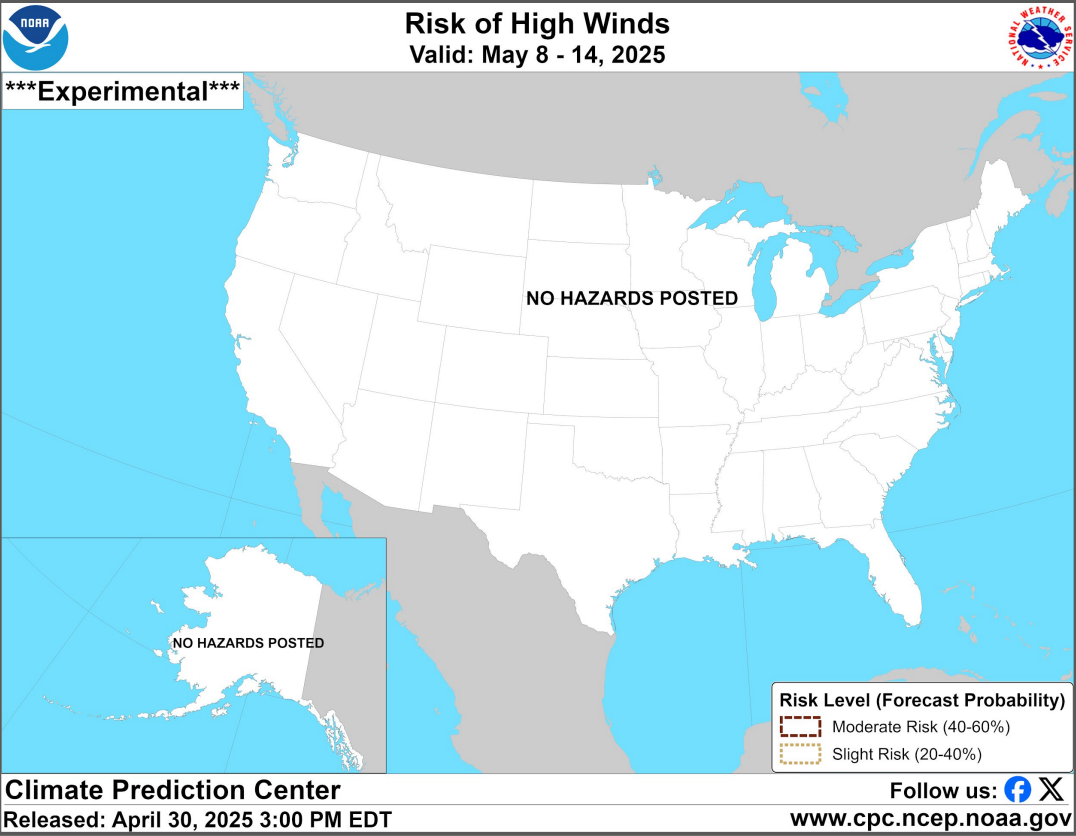 NOAA
Risk of High Winds
Valid: May 8 - 14, 2025
NATIONAL WEATHER SERVICE
***Experimental***
NO HAZARDS POSTED
NO HAZARDS POSTED
Risk Level (Forecast Probability)
Moderate Risk (40-60%)
Slight Risk (20-40%)
Climate Prediction Center
Follow us:
Released: April 30, 2025 3:00 PM EDT
www.cpc.ncep.noaa.gov